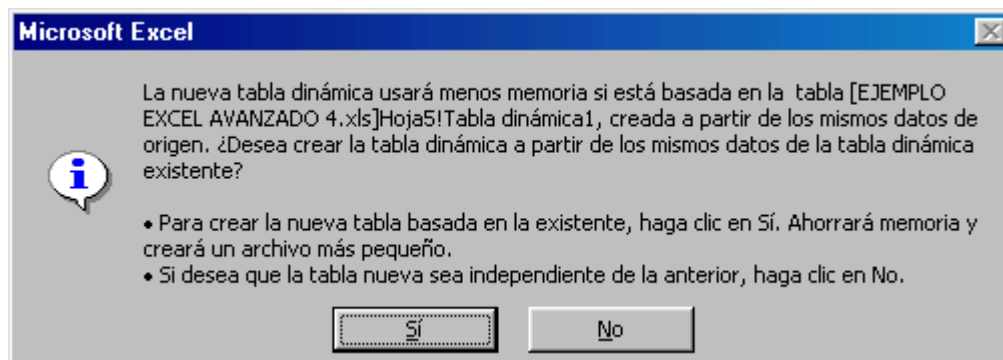 Microsoft Excel
La nueva tabla dinámica usará menos memoria si está basada en la  tabla [EJEMPLO
EXCEL AVANZADO 4.xls]Hoja5!Tabla dinámica1, creada a partir de los mismos datos de
origen. ¿Desea crear la tabla dinámica a partir de los mismos datos de la tabla dinámica
existente?
• Para crear la nueva tabla basada en la existente, haga clic en Sí. Ahorrará memoria y
creará un archivo más pequeño.
• Si desea que la tabla nueva sea independiente de la anterior, haga clic en No.
Sí No